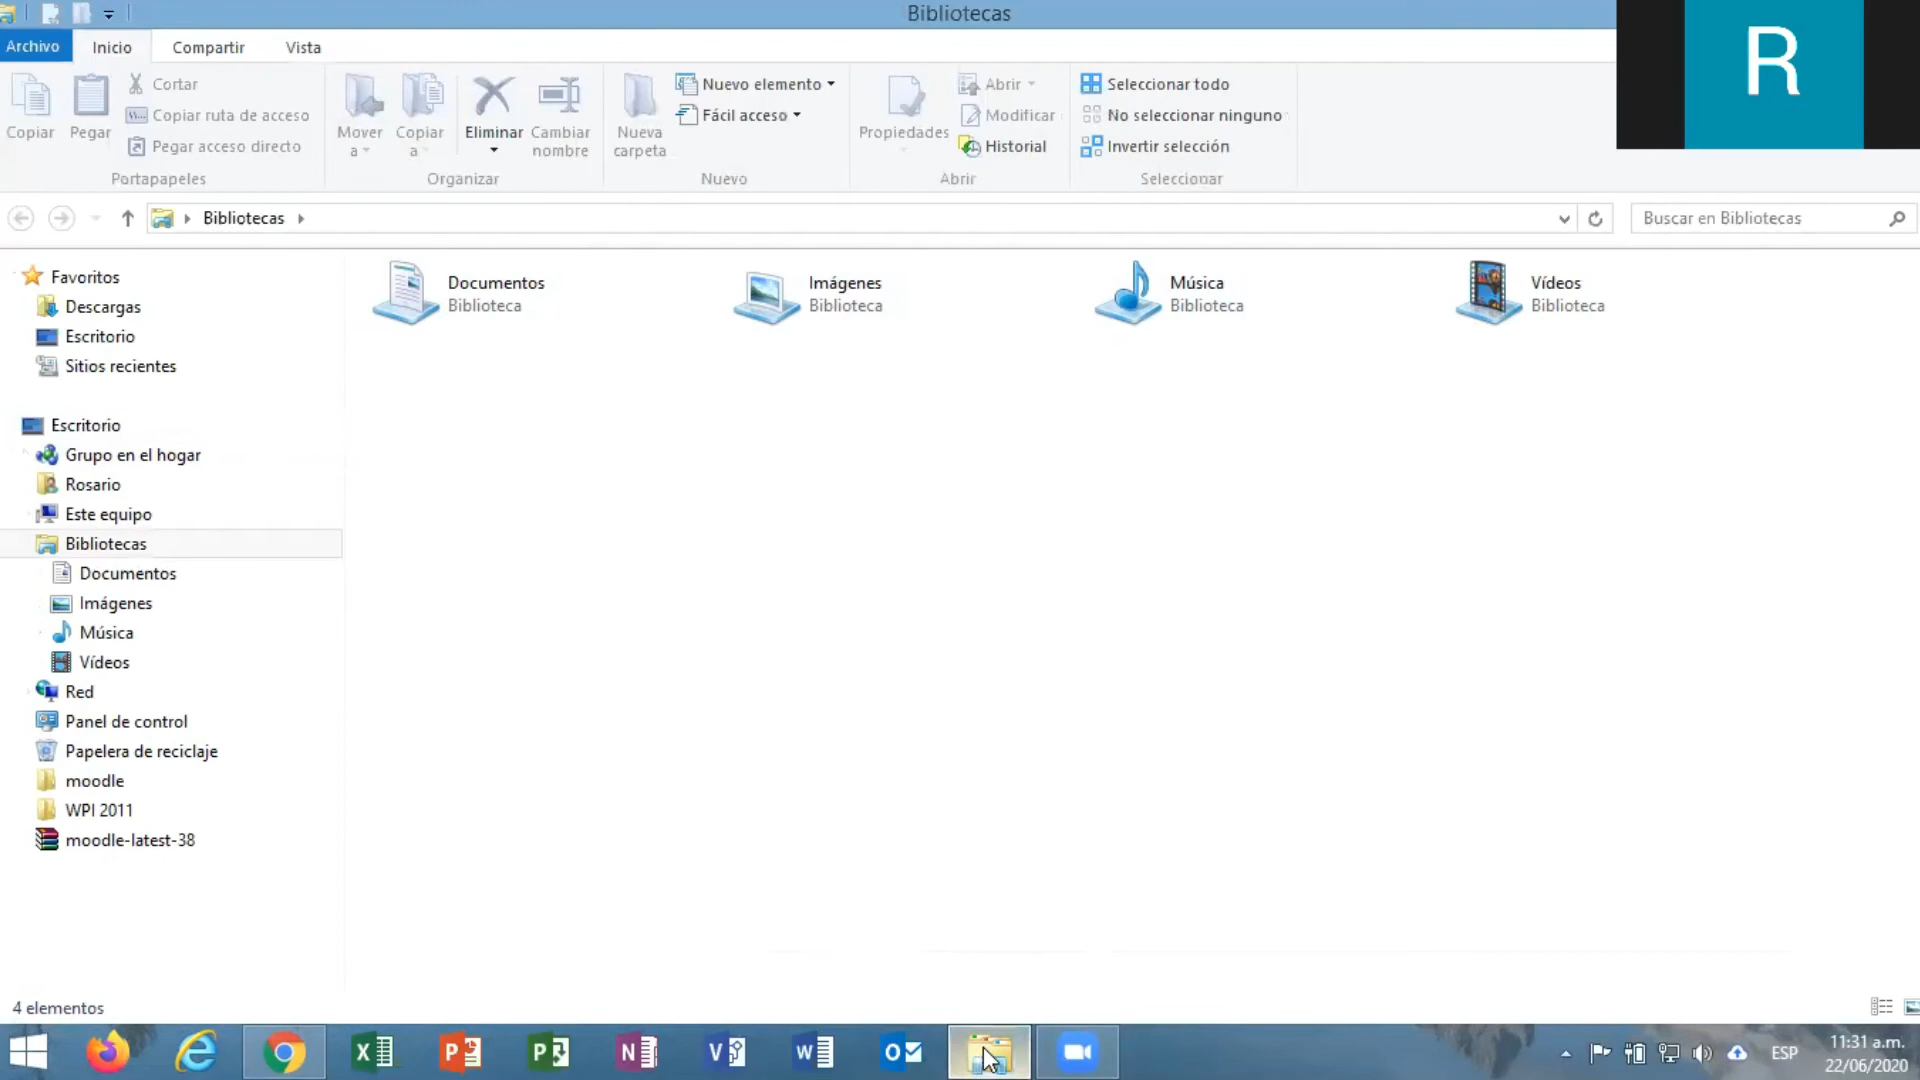 Bibliotecas
R
Archivo Inicio Compartir Vista
Copiar
Pegar
Cortar
Copiar ruta de acceso
Pegar acceso directo
Portapapeles
Mover
a
Copiar
a
Eliminar
Cambiar
nombre
Organizar
Nueva
carpeta
Nuevo elemento
Fácil acceso
Nuevo
Propiedades
Abrir
Modificar
Historial
Abrir
Seleccionar todo
No seleccionar ninguno
Invertir selección
Seleccionar
Bibliotecas
Buscar en Bibliotecas
Favoritos
Descargas
Escritorio
Sitios recientes
Escritorio
Grupo en el hogar
Rosario
Este equipo
Bibliotecas
Documentos
Imágenes
Música
Vídeos
Red
Panel de control
Papelera de reciclaje
moodle
WPI 2011
moodle-latest-38
Documentos
Biblioteca
Imágenes
Biblioteca
Música
Biblioteca
Vídeos
Biblioteca
4 elementos
ESP
11:31 a.m.
22/06/2020